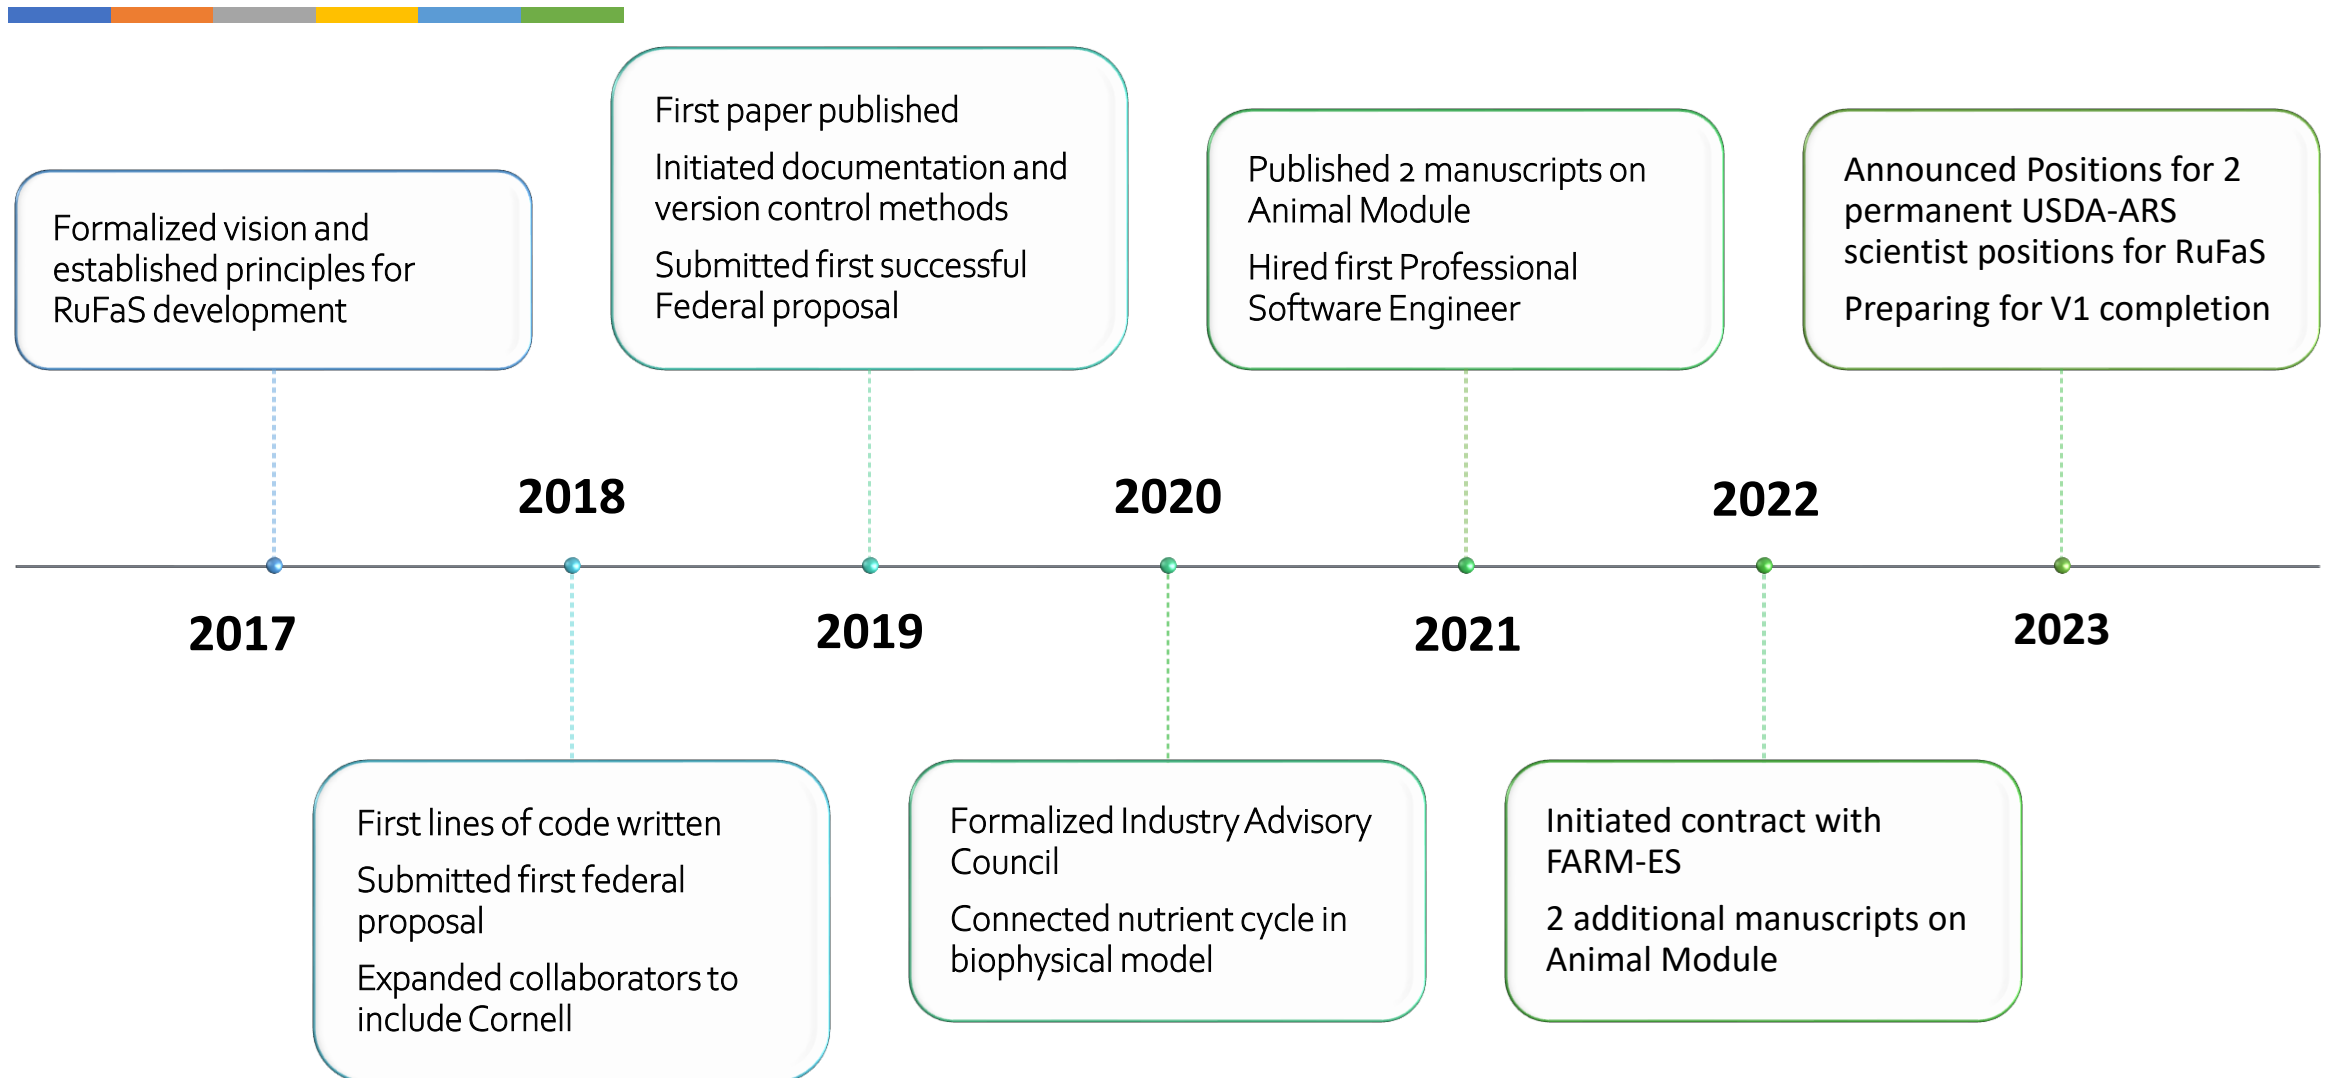 Formalized vision and
established principles for
RuFaS development
2017
2018
First lines of code written
Submitted first federal
proposal
Expanded collaborators to
include Cornell
First paper published
Initiated documentation and
version control methods
Submitted first successful
Federal proposal
2019
2020
Formalized Industry Advisory
Council
Connected nutrient cycle in
biophysical model
Published 2 manuscripts on
Animal Module
Hired first Professional
Software Engineer
2021
2022
Initiated contract with
FARM-ES
2 additional manuscripts on
Animal Module
Announced Positions for 2
permanent USDA-ARS
scientist positions for RuFaS
Preparing for V1 completion
2023